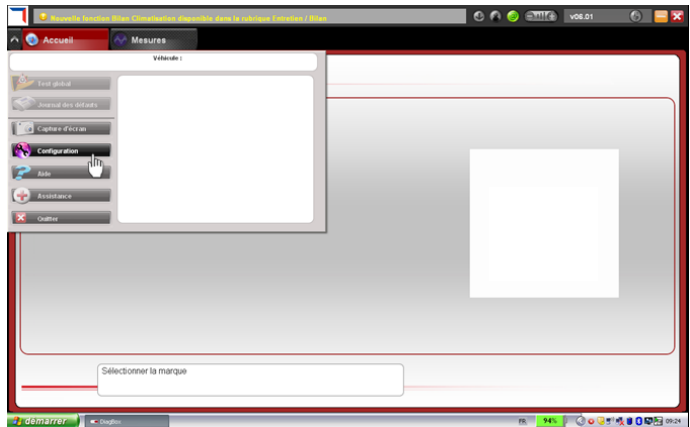 Nouvelle fonction Bilan Climatisation disponible dans la rubrique Entretien / Bilan
V06.01
Accueil
Mesures
Véhicule :
Test global
Journal des défauts
Capture d'écran
Configuration
Aide
Assistance
Quitter
Sélectionner la marque
démarrer
DiagBox
FR
94%
09:24